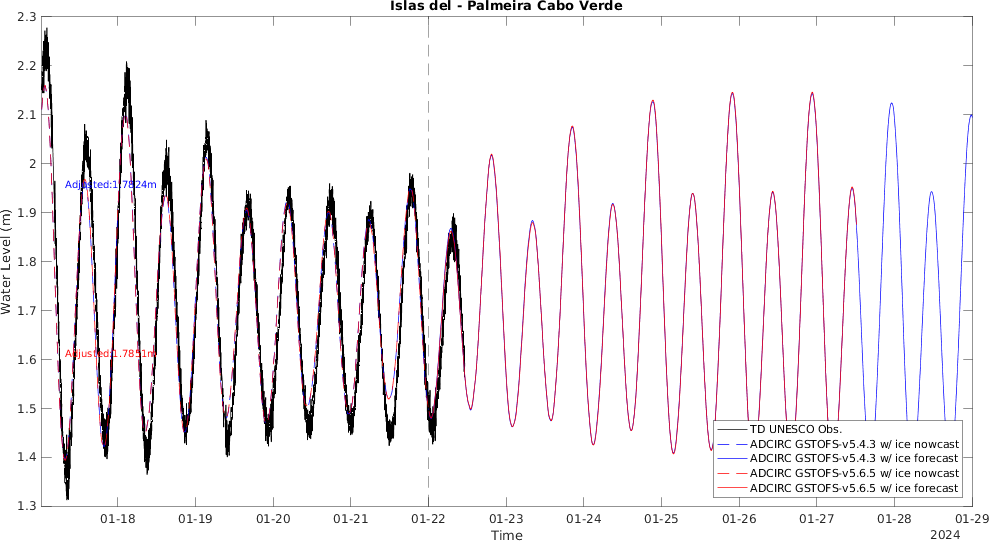 Islas del - Palmeira Cabo Verde
2.3
2.2
2.1
2
1.9
1.8
1.7
1.6
1.5
1.4
1.3
Water Level (m)
Adjusted:1.7824m
Adjusted:1.7851m
TD UNESCO Obs.
ADCIRC GSTOFS-v5.4.3 w/ ice nowcast
ADCIRC GSTOFS-v5.4.3 w/ ice forecast
ADCIRC GSTOFS-v5.6.5 w/ ice nowcast
ADCIRC GSTOFS-v5.6.5 w/ ice forecast
01-18 01-19 01-20 01-21 01-22 01-23 01-24 01-25 01-26 01-27 01-28 01-29
Time
2024